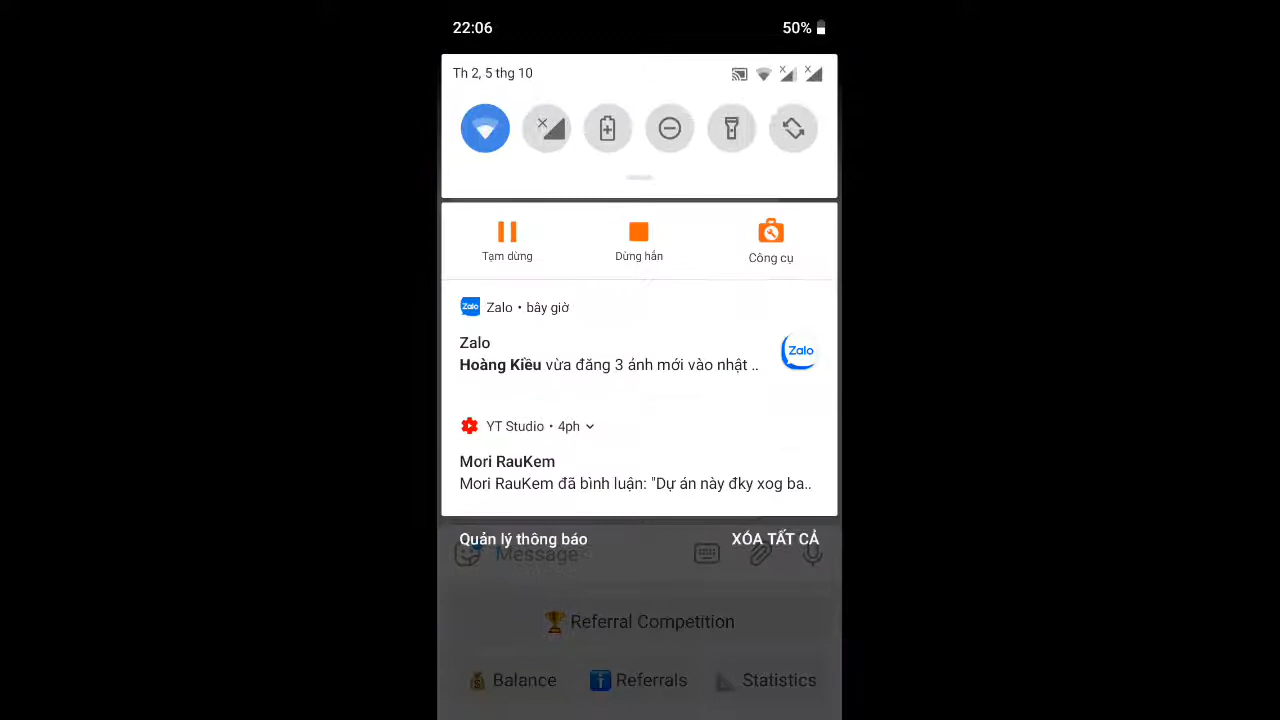 22:06
50%
Th 2, 5 thg 10
Tạm dừng
Dừng hẳn
Công cụ
Zalo • bây giờ
Zalo
Hoàng Kiều vừa đăng 3 ảnh mới vào nhật ..
Zalo
YT Studio • 4ph
Mori RauKem
Mori RauKem đã bình luận: "Dự án này đky xog ba..
Quản lý thông báo
XÓA TẤT CẢ
Message
Referral Competition
Balance
Referrals
Statistics